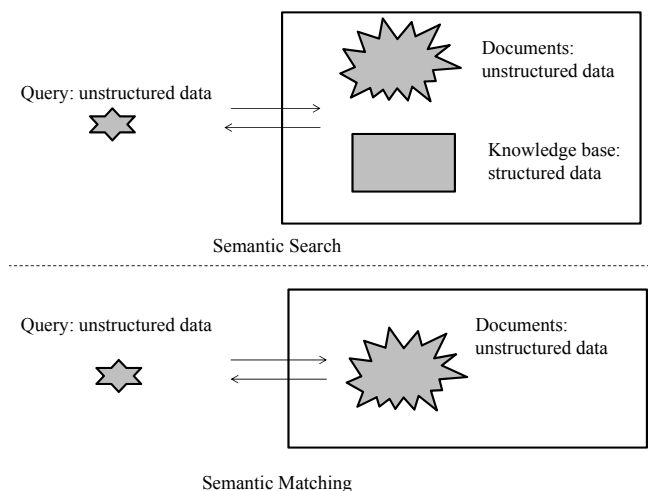 Documents:
unstructured data
Query: unstructured data
Knowledge base:
structured data
Semantic Search
Query: unstructured data
Documents:
unstructured data
Semantic Matching